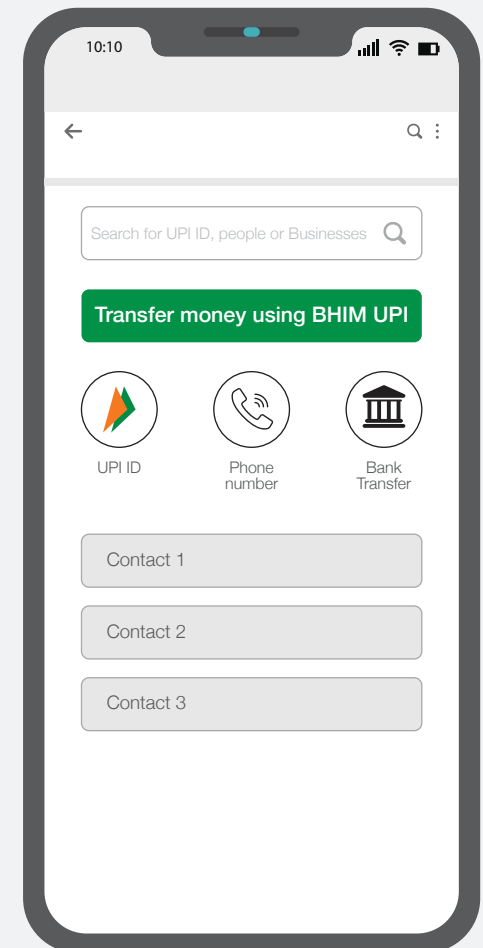 10:10
Search for UPI ID, people or Businesses
Transfer money using BHIM UPI
UPI ID
Phone
number
Bank
Transfer
Contact 1
Contact 2
Contact 3